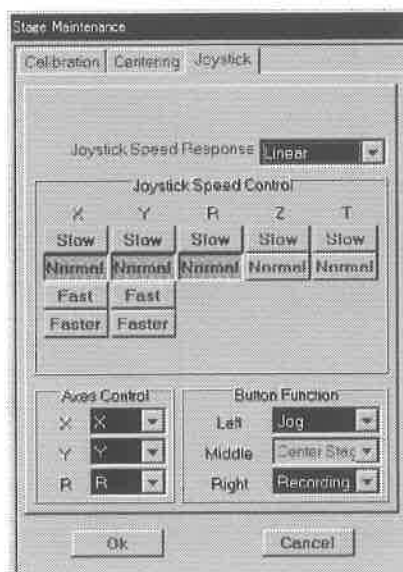 Stage Maintenance
Calibration Centering Joystick
Joystick Speed Response Linear
Joystick Speed Control
X Y R Z T
Slow Slow Slow Slow Slow
Normal Normal Normal Normal Normal
Fast Fast
Faster Faster
Axes Control
X X
Y Y
R R
Button Function
Left Jog
Middle Center Stag
Right Recording
Ok Cancel